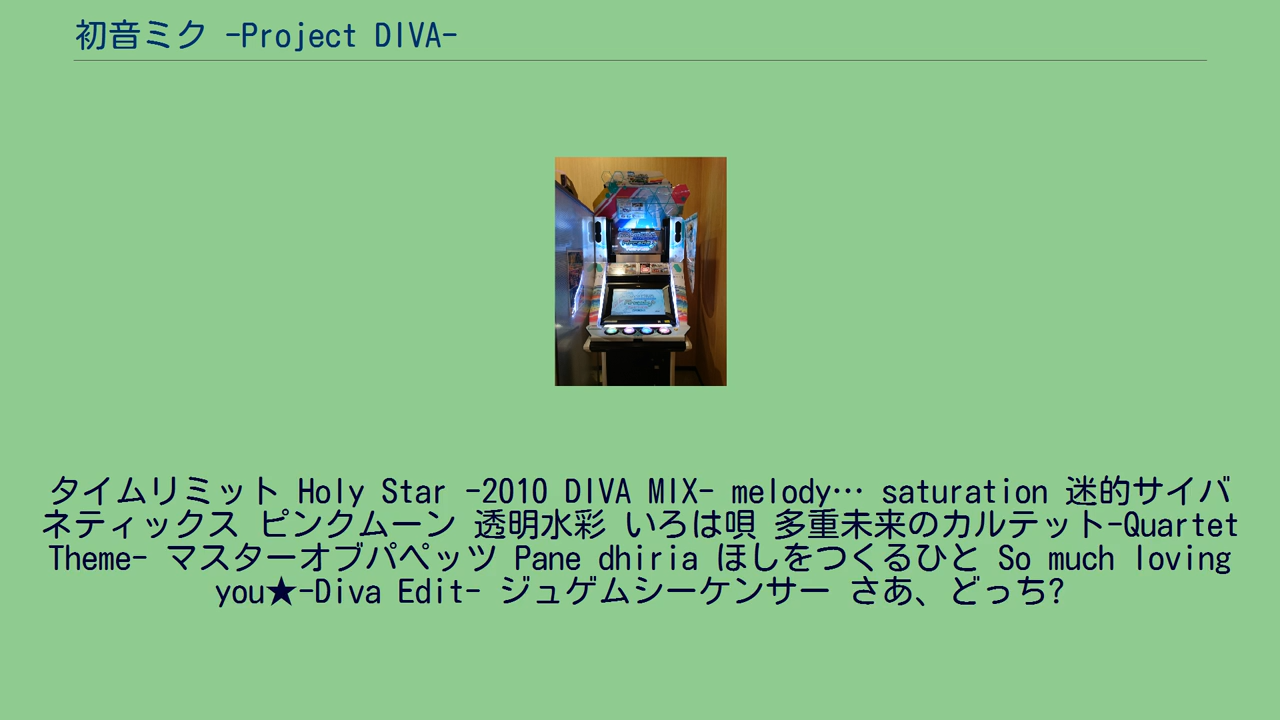 初音ミク -Project DIVA-
タイムリミット Holy Star -2010 DIVA MIX- melody… saturation 迷的サイバ
ネティックス ピンクムーン 透明水彩 いろは唄 多重未来のカルテット-Quartet
Theme- マスターオブパペッツ Pane dhiria ほしをつくるひと So much loving
you★-Diva Edit- ジュゲムシーケンサー さあ、どっち?